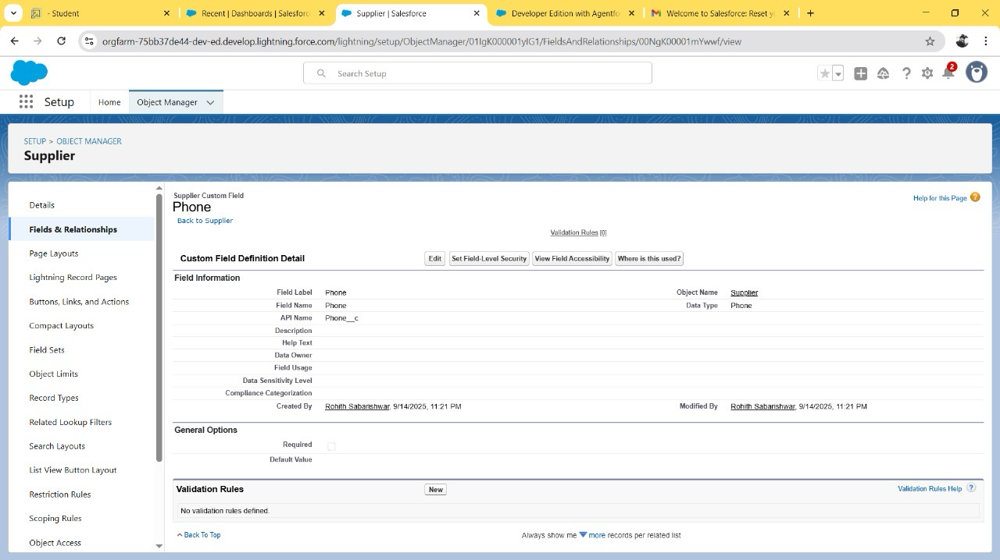 - Student
Recent | Dashboards | Salesforc
Supplier | Salesforce
Developer Edition with Agentfo
Welcome to Salesforce: Reset y
orgfarm-75bb37de44-dev-ed.develop.lightning.force.com/lightning/setup/ObjectManager/01IgK000001yIG1/FieldsAndRelationships/00NgK00001mYwwf/view
Search Setup
2
Setup
Home
Object Manager
SETUP > OBJECT MANAGER
Supplier
Details
Fields & Relationships
Page Layouts
Lightning Record Pages
Buttons, Links, and Actions
Compact Layouts
Field Sets
Object Limits
Record Types
Related Lookup Filters
Search Layouts
List View Button Layout
Restriction Rules
Scoping Rules
Object Access
Supplier Custom Field
Phone
Help for this Page ?
Back to Supplier
Validation Rules [0]
Custom Field Definition Detail Edit Set Field-Level Security View Field Accessibility Where is this used?
Field Information
Field Label Phone Object Name Supplier
Field Name Phone Data Type Phone
API Name Phone__c
Description
Help Text
Data Owner
Field Usage
Data Sensitivity Level
Compliance Categorization
Created By Rohith Sabarishwar, 9/14/2025, 11:21 PM Modified By Rohith Sabarishwar, 9/14/2025, 11:21 PM
General Options
Required
Default Value
Validation Rules New Validation Rules Help ?
No validation rules defined.
Back To Top Always show me more records per related list